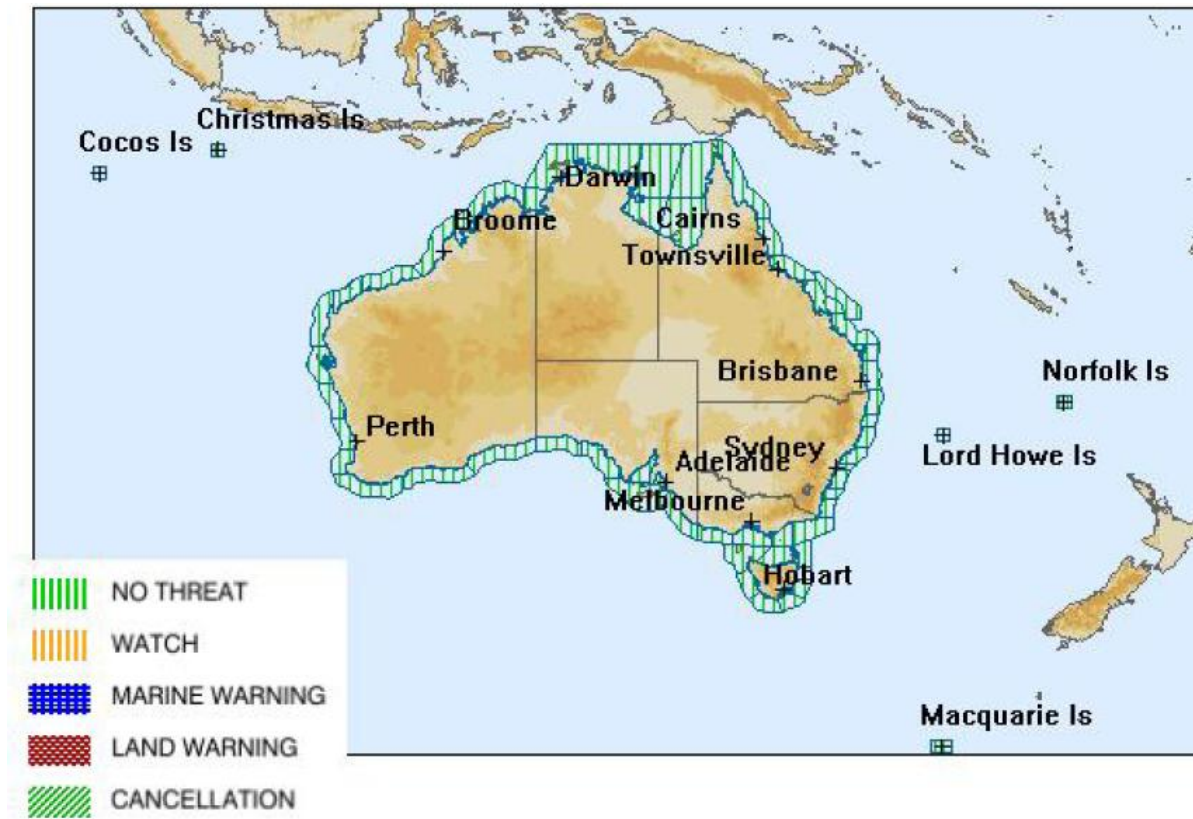 Christmas Is
Cocos Is
Darwin
Broome
Cairns
Townsville
Brisbane
Norfolk Is
Perth
Sydney
Lord Howe Is
Adelaide
Melbourne
Hobart
Macquarie Is
NO THREAT
WATCH
MARINE WARNING
LAND WARNING
CANCELLATION